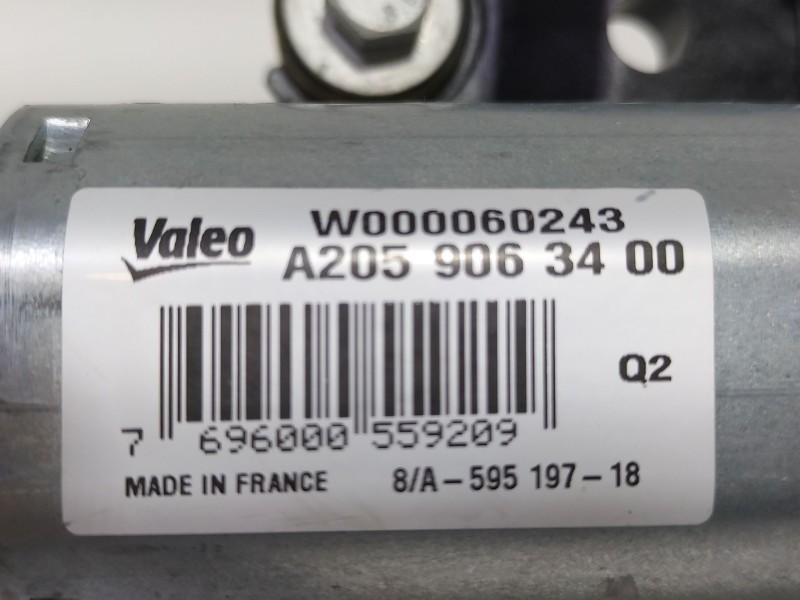 Valeo W000060243
A205 906 34 00
Q2
7 696000 559209
MADE IN FRANCE 8/A-595 197-18